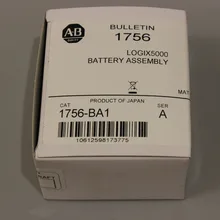 AB
BULLETIN
1756
LOGIX5000
BATTERY ASSEMBLY
PRODUCT OF JAPAN
CAT
SER
1756-BA1
A
10612598173775